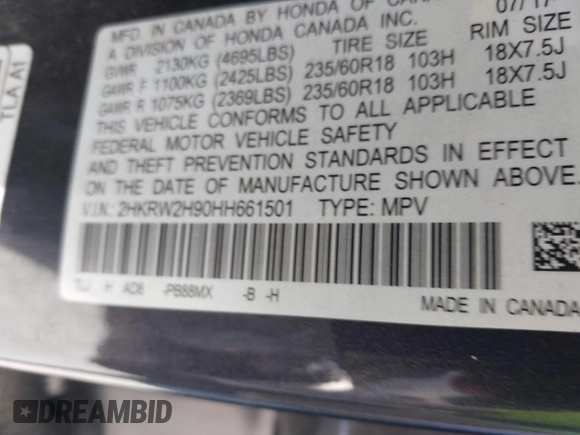 MFD. IN CANADA BY HONDA OF CANADA
A DIVISION OF HONDA CANADA INC. 07/17
GVWR 2130KG (4695LBS) TIRE SIZE RIM SIZE
GAWR F 1100KG (2425LBS) 235/60R18 103H 18X7.5J
GAWR R 1075KG (2369LBS) 235/60R18 103H 18X7.5J
THIS VEHICLE CONFORMS TO ALL APPLICABLE
FEDERAL MOTOR VEHICLE SAFETY
AND THEFT PREVENTION STANDARDS IN EFFECT
ON THE DATE OF MANUFACTURE SHOWN ABOVE.
V.I.N.: 2HKRW2H90HH661501 TYPE: MPV
TLJ H AD8 -PB88MX -B -H
MADE IN CANADA
TLA A1
DREAMBID